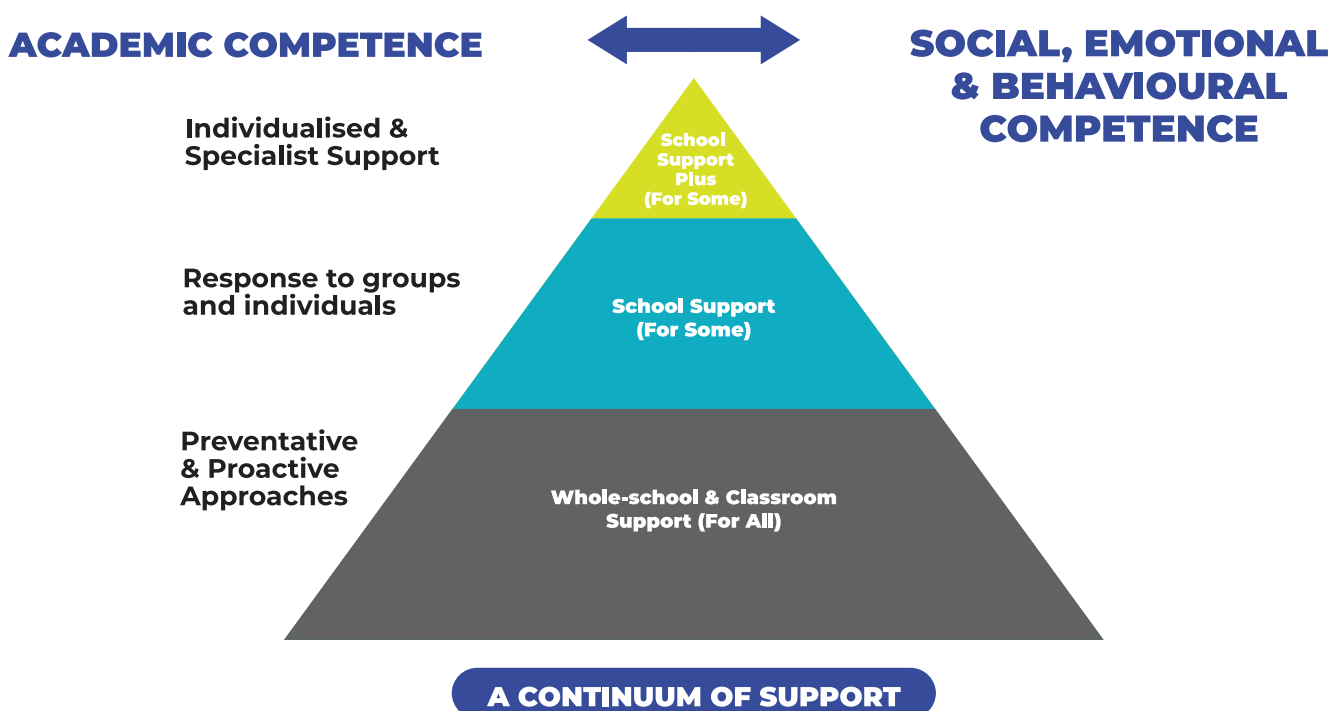 ACADEMIC COMPETENCE
SOCIAL, EMOTIONAL
& BEHAVIOURAL
COMPETENCE
Individualised &
Specialist Support
School
Support
Plus
(For Some)
Response to groups
and individuals
School Support
(For Some)
Preventative
& Proactive
Approaches
Whole-school & Classroom
Support (For All)
A CONTINUUM OF SUPPORT